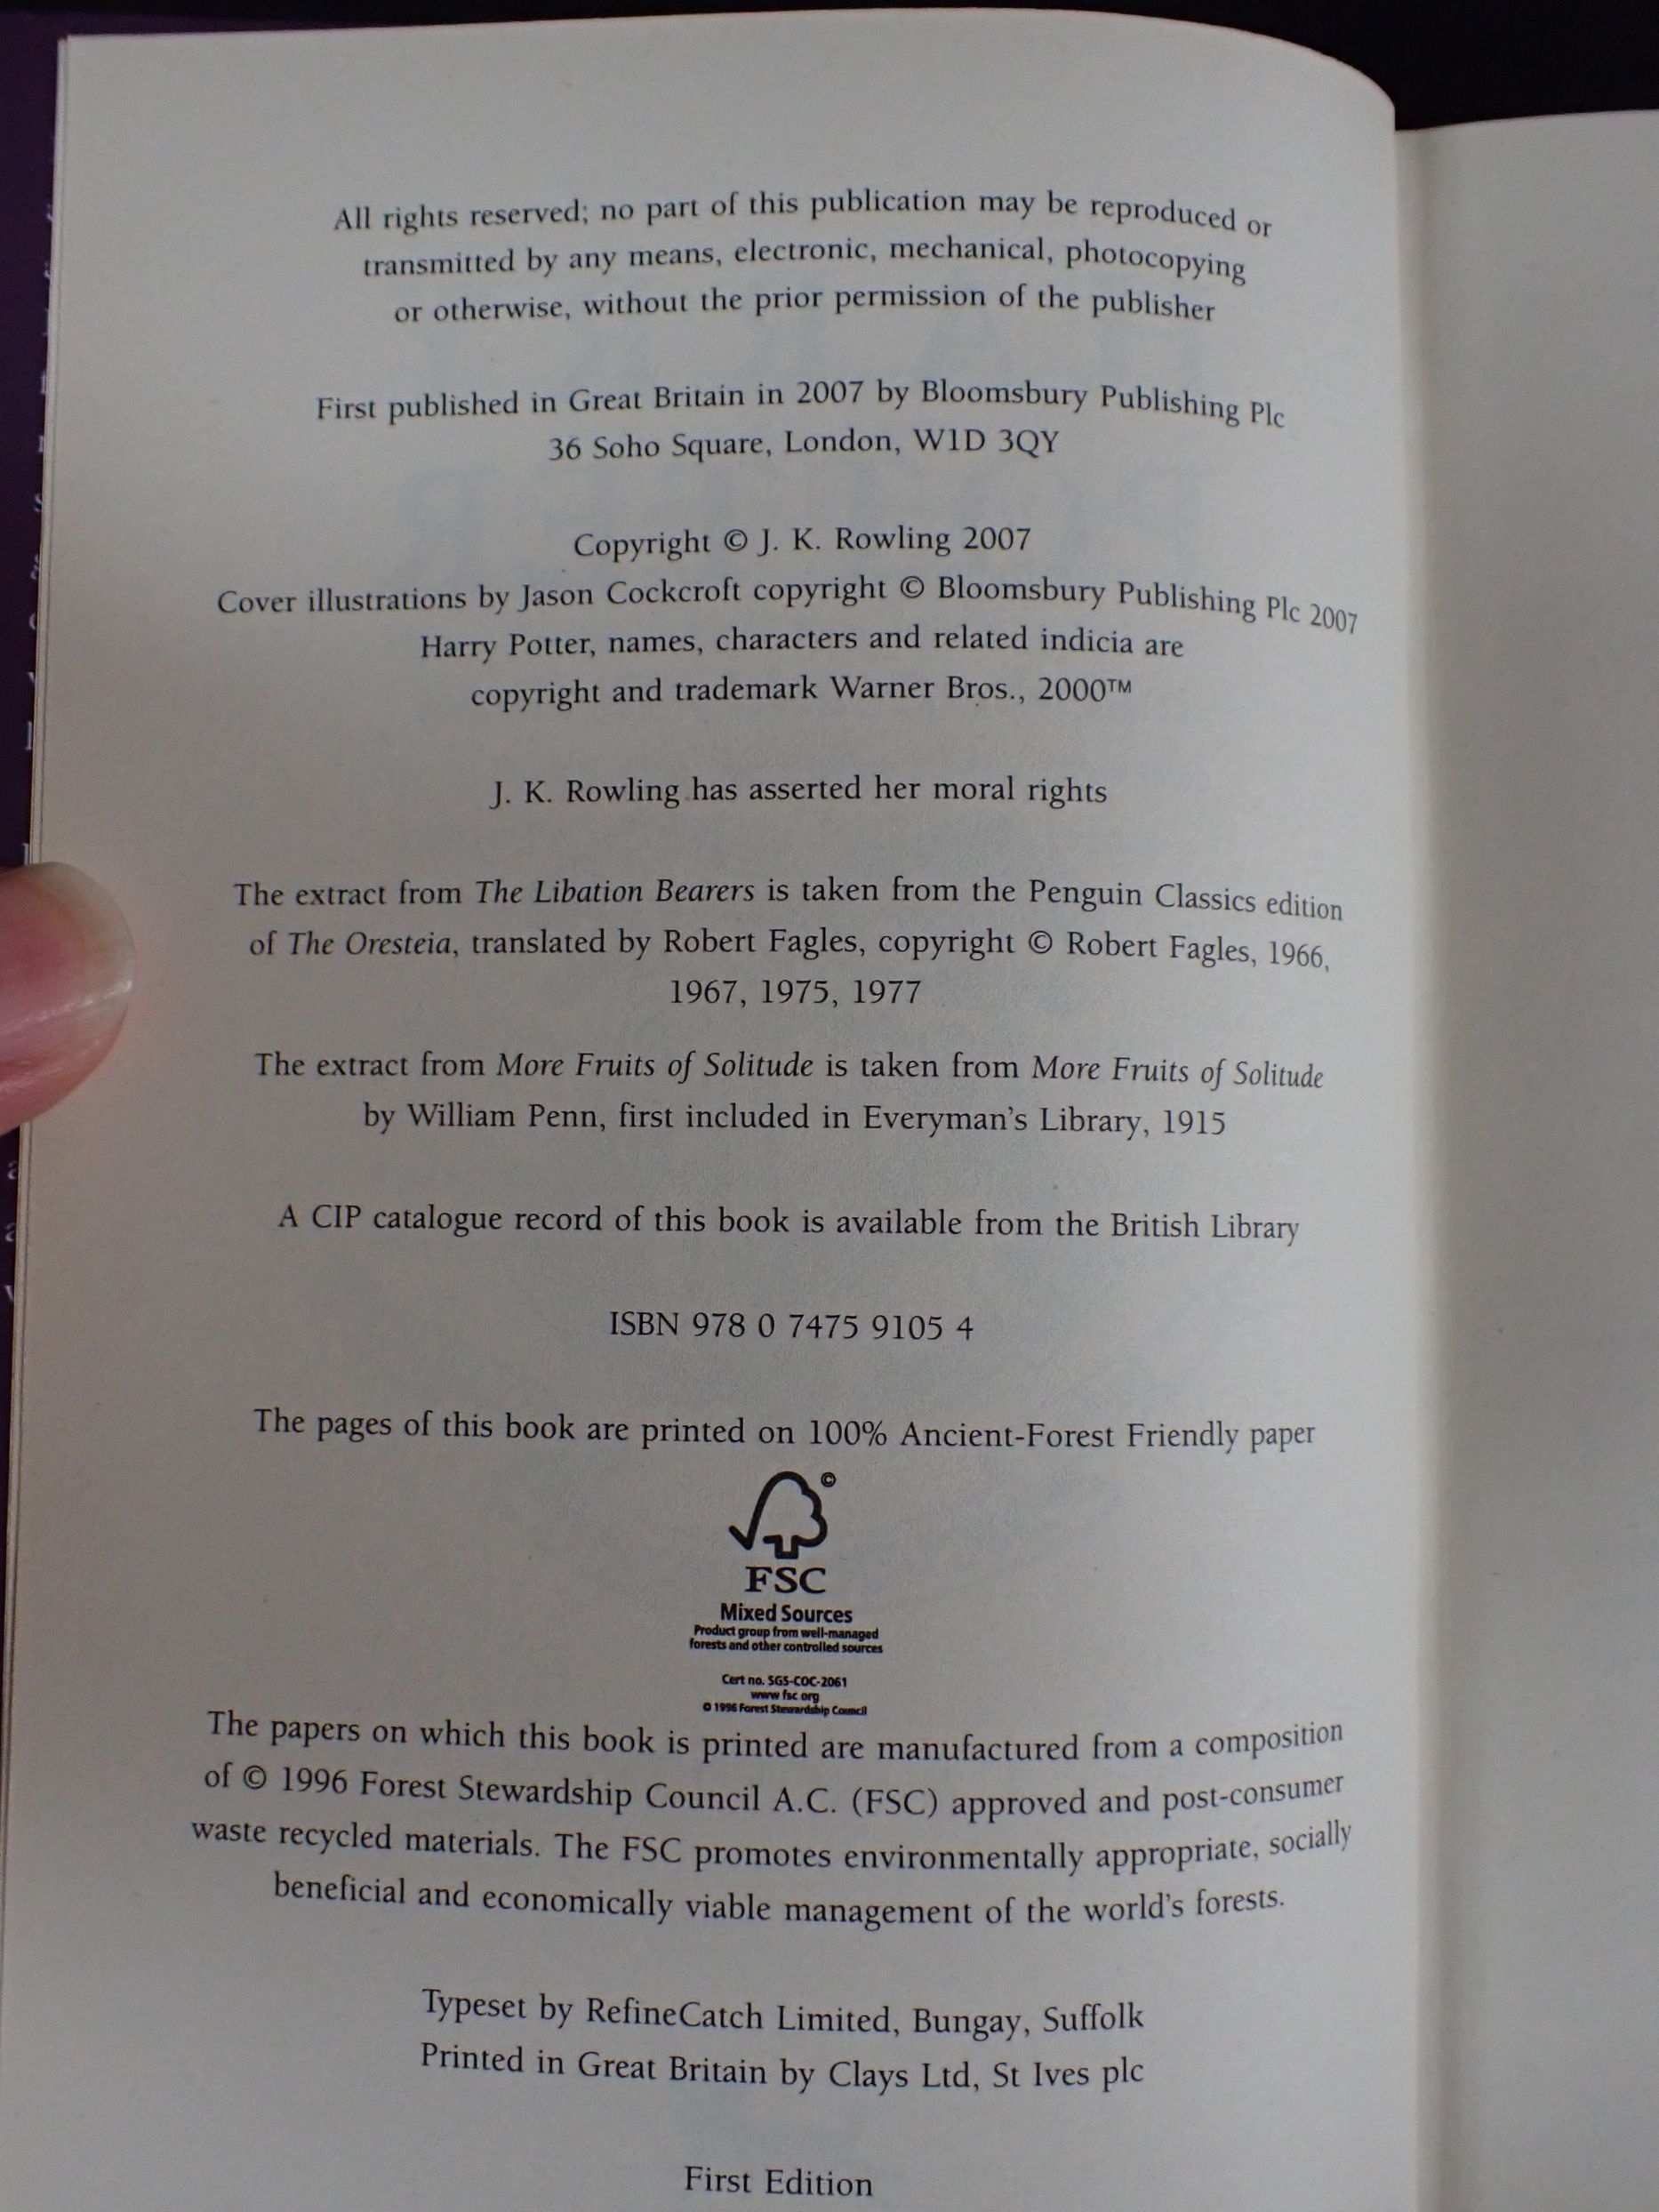 All rights reserved; no part of this publication may be reproduced or
transmitted by any means, electronic, mechanical, photocopying
or otherwise, without the prior permission of the publisher
First published in Great Britain in 2007 by Bloomsbury Publishing Plc
36 Soho Square, London, W1D 3QY
Copyright © J. K. Rowling 2007
Cover illustrations by Jason Cockcroft copyright © Bloomsbury Publishing Plc 2007
Harry Potter, names, characters and related indicia are
copyright and trademark Warner Bros., 2000™
J. K. Rowling has asserted her moral rights
The extract from The Libation Bearers is taken from the Penguin Classics edition
of The Oresteia, translated by Robert Fagles, copyright © Robert Fagles, 1966,
1967, 1975, 1977
The extract from More Fruits of Solitude is taken from More Fruits of Solitude
by William Penn, first included in Everyman's Library, 1915
A CIP catalogue record of this book is available from the British Library
ISBN 978 0 7475 9105 4
The pages of this book are printed on 100% Ancient-Forest Friendly paper
©
FSC
Mixed Sources
Product group from well-managed
forests and other controlled sources
Cert no. SGS-COC-2061
www.fsc.org
© 1996 Forest Stewardship Council
The papers on which this book is printed are manufactured from a composition
of © 1996 Forest Stewardship Council A.C. (FSC) approved and post-consumer
waste recycled materials. The FSC promotes environmentally appropriate, socially
beneficial and economically viable management of the world's forests.
Typeset by RefineCatch Limited, Bungay, Suffolk
Printed in Great Britain by Clays Ltd, St Ives plc
First Edition